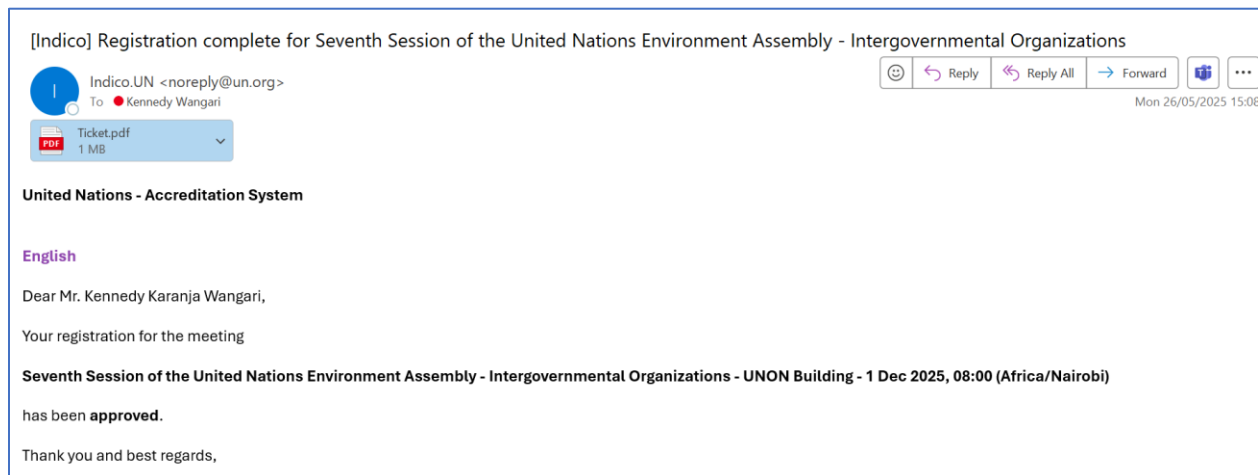 [Indico] Registration complete for Seventh Session of the United Nations Environment Assembly - Intergovernmental Organizations
I
Indico.UN <noreply@un.org>
To Kennedy Wangari
Reply
Reply All
Forward
Mon 26/05/2025 15:08
PDF
Ticket.pdf
1 MB
United Nations - Accreditation System
English
Dear Mr. Kennedy Karanja Wangari,
Your registration for the meeting
Seventh Session of the United Nations Environment Assembly - Intergovernmental Organizations - UNON Building - 1 Dec 2025, 08:00 (Africa/Nairobi)
has been approved.
Thank you and best regards,